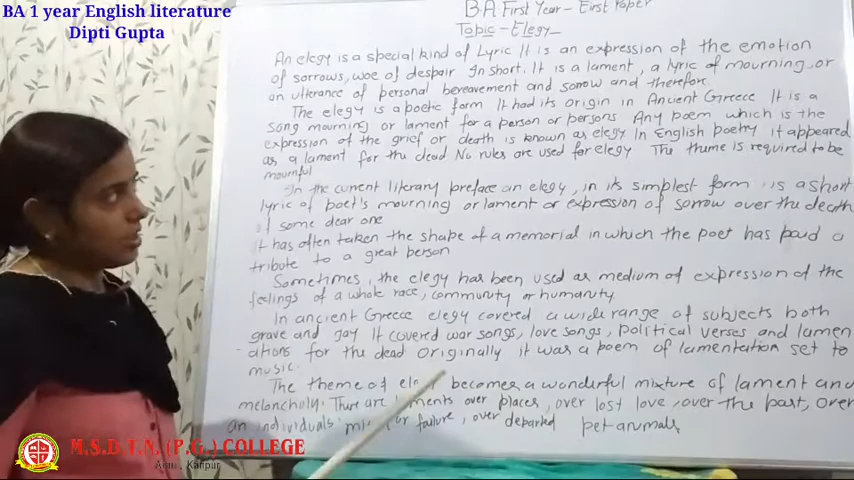 BA 1 year English literature
Dipti Gupta
BA First Year - First Paper
Topic - Elegy
An elegy is a special kind of Lyric It is an expression of the emotion
of sorrows, woe of despair In short. It is a lament, a lyric of mourning, or
an utterance of personal bereavement and sorrow and therefore.
The elegy is a poetic form It had its origin in Ancient Greece It is a
song mourning or lament for a person or persons Any poem which is the
expression of the grief or death is known as elegy In English poetry it appeared
as a lament for the dead No rules are used for elegy The theme is required to be
mournful
In the current literary preface an elegy, in its simplest form is a short
lyric of poet's mourning or lament or expression of sorrow over the death
of some dear one
It has often taken the shape of a memorial in which the poet has paid a
tribute to a great person
Sometimes, the elegy has been used as medium of expression of the
feelings of a whole race, community or humanity
In ancient Greece elegy covered a wide range of subjects both
grave and gay It covered war songs, love songs, political verses and lamen
ations for the dead Originally it was a poem of lamentation set to
music.
The theme of becomes a wonderful mixture of lament and
melancholy. There are over places, over lost love, over the past, over
an individuals' failure, over departed pet animals
M.S.D.T.N.(P.G.) COLLEGE
Kanpur